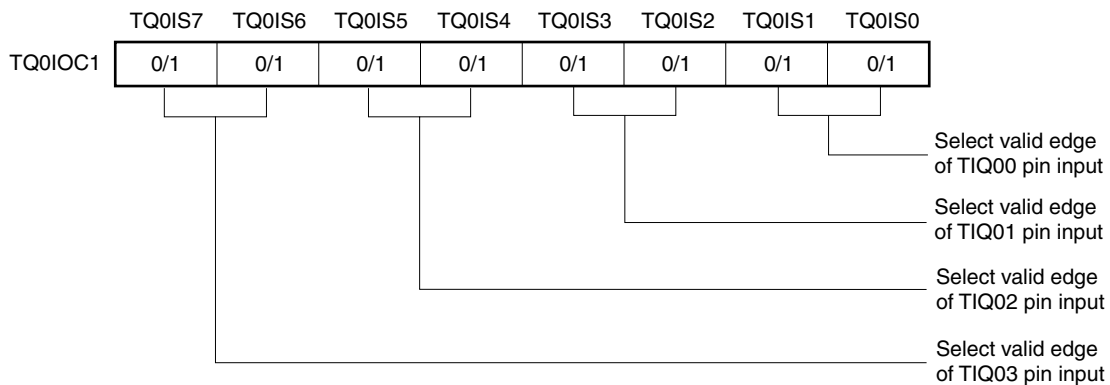 TQ0IS7 TQ0IS6 TQ0IS5 TQ0IS4 TQ0IS3 TQ0IS2 TQ0IS1 TQ0IS0
TQ0IOC1 0/1 0/1 0/1 0/1 0/1 0/1 0/1 0/1
Select valid edge
of TIQ00 pin input
Select valid edge
of TIQ01 pin input
Select valid edge
of TIQ02 pin input
Select valid edge
of TIQ03 pin input